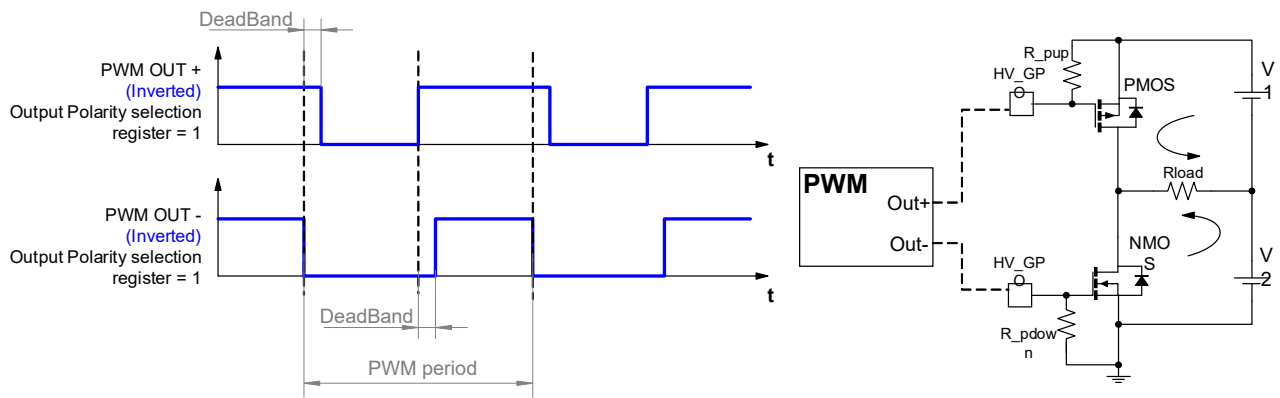 DeadBand
PWM OUT +
(Inverted)
Output Polarity selection
register = 1
t
PWM OUT -
(Inverted)
Output Polarity selection
register = 1
t
DeadBand
PWM period
PWM
Out+
Out-
R_pup
HV_GP
O
PMOS
V
1
Rload
NMO
S
HV_GP
O
V
2
R_pdow
n